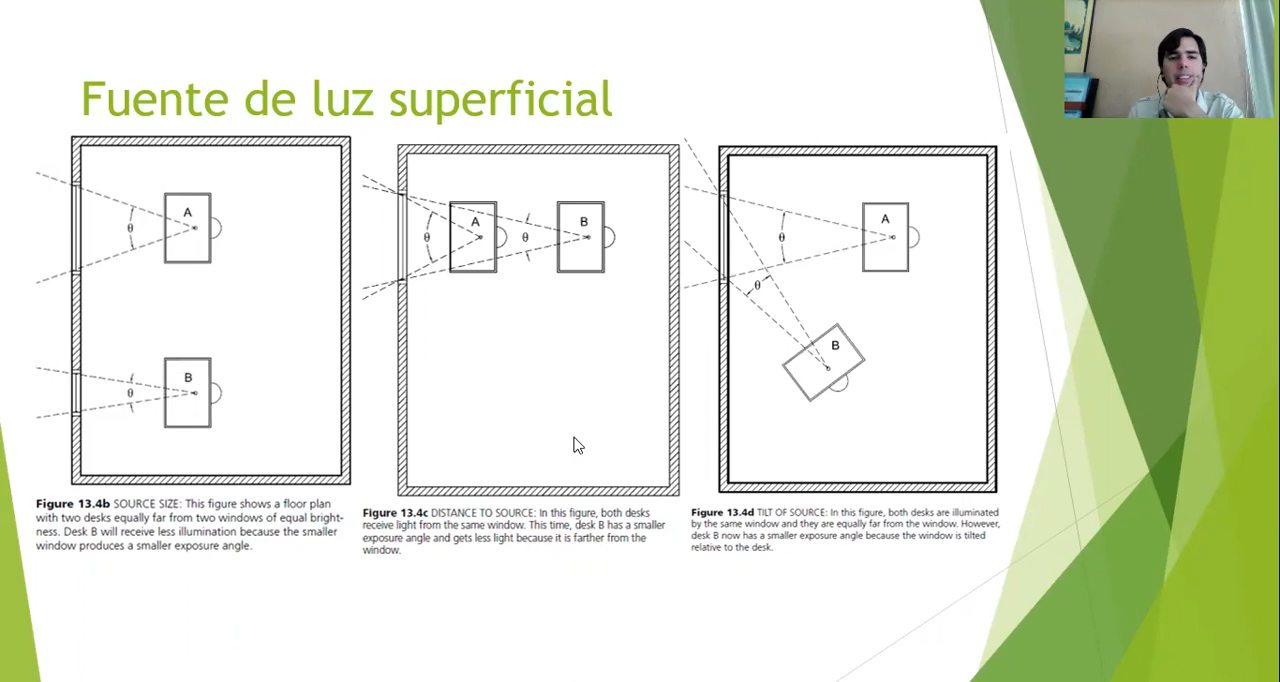 Fuente de luz superficial
A
θ
B
θ
Figure 13.4b SOURCE SIZE: This figure shows a floor plan
with two desks equally far from two windows of equal bright-
ness. Desk B will receive less illumination because the smaller
window produces a smaller exposure angle.
A
B
θ
θ
Figure 13.4c DISTANCE TO SOURCE: In this figure, both desks
receive light from the same window. This time, desk B has a smaller
exposure angle and gets less light because it is farther from the
window.
A
θ
θ
B
Figure 13.4d TILT OF SOURCE: In this figure, both desks are illuminated
by the same window and they are equally far from the window. However,
desk B now has a smaller exposure angle because the window is tilted
relative to the desk.